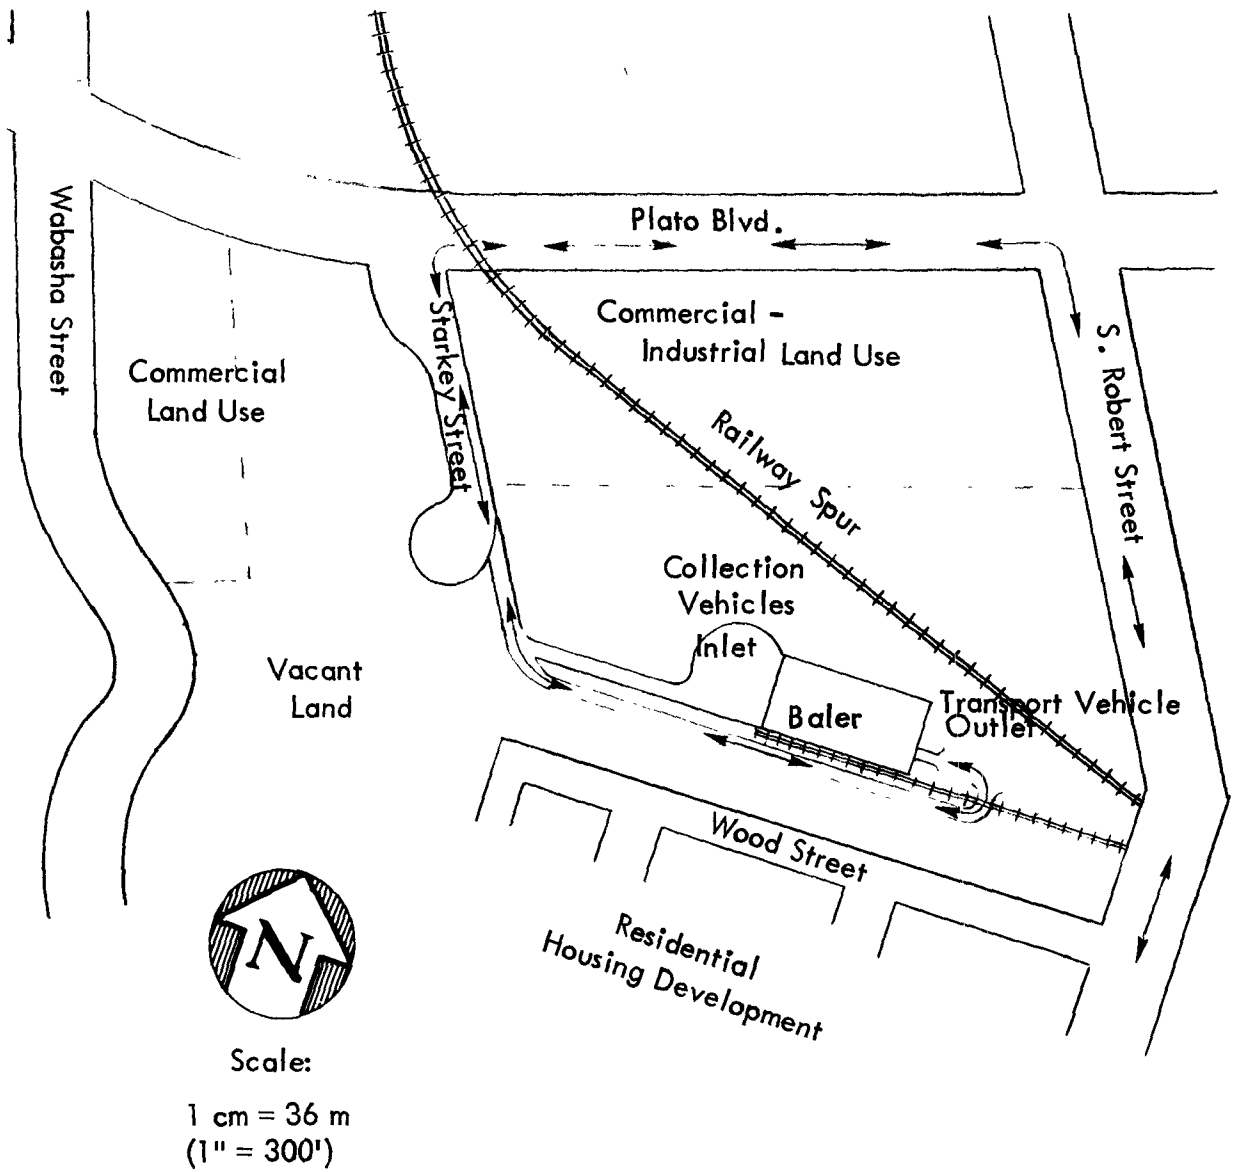 Plato Blvd.
Wabasha Street
Starkey Street
Commercial -
Industrial Land Use
S. Robert Street
Commercial
Land Use
Railway Spur
Collection
Vehicles
Inlet
Vacant
Land
Baler
Transport Vehicle
Outlet
Wood Street
Residential
Housing Development
N
Scale:
1 cm = 36 m
(1" = 300')